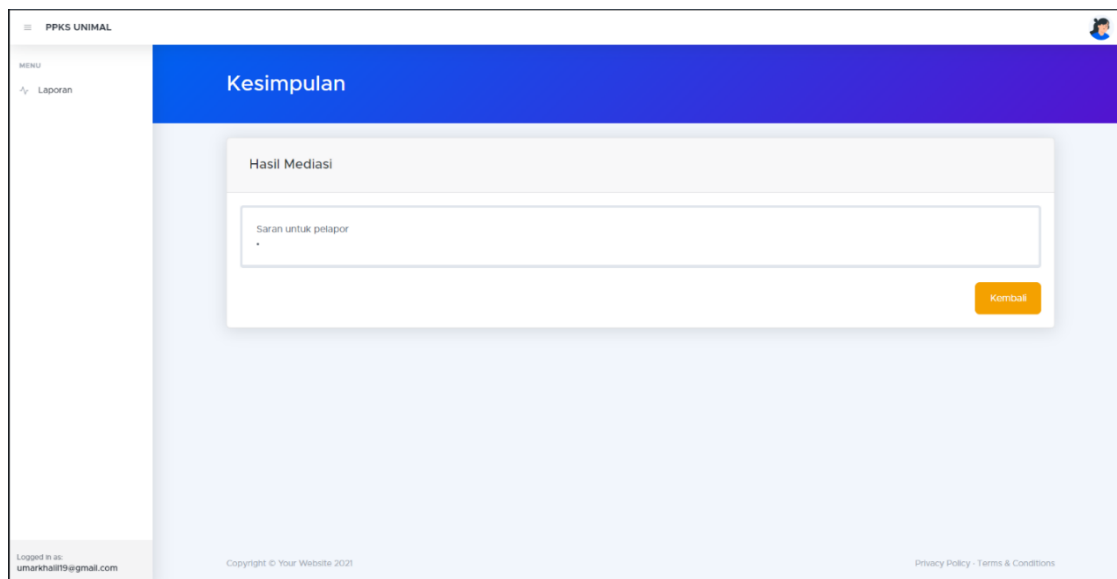 PPKS UNIMAL
MENU
Laporan
Kesimpulan
Hasil Mediasi
Saran untuk pelapor
Kembali
Logged in as:
umarkhalil19@gmail.com
Copyright © Your Website 2021
Privacy Policy · Terms & Conditions